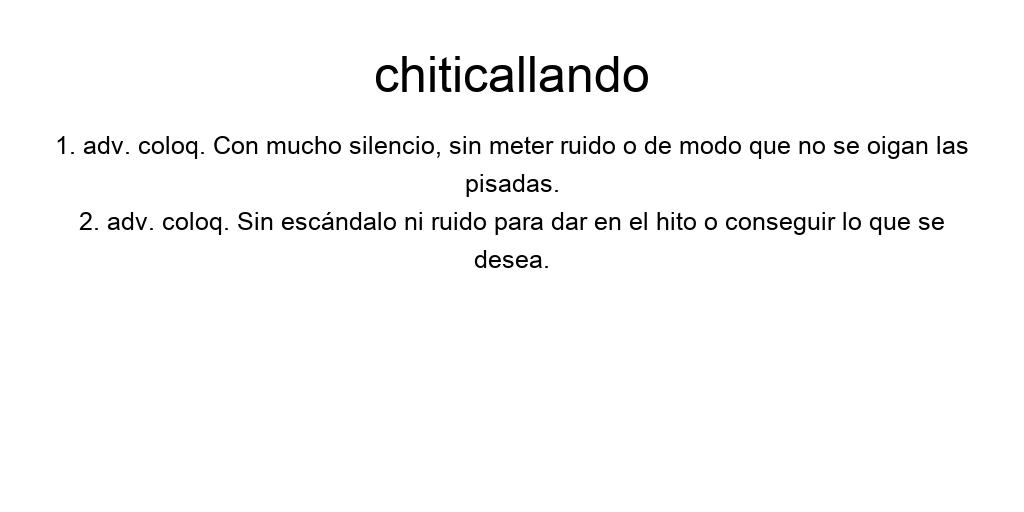 chiticallando
1. adv. coloq. Con mucho silencio, sin meter ruido o de modo que no se oigan las
pisadas.
2. adv. coloq. Sin escándalo ni ruido para dar en el hito o conseguir lo que se
desea.